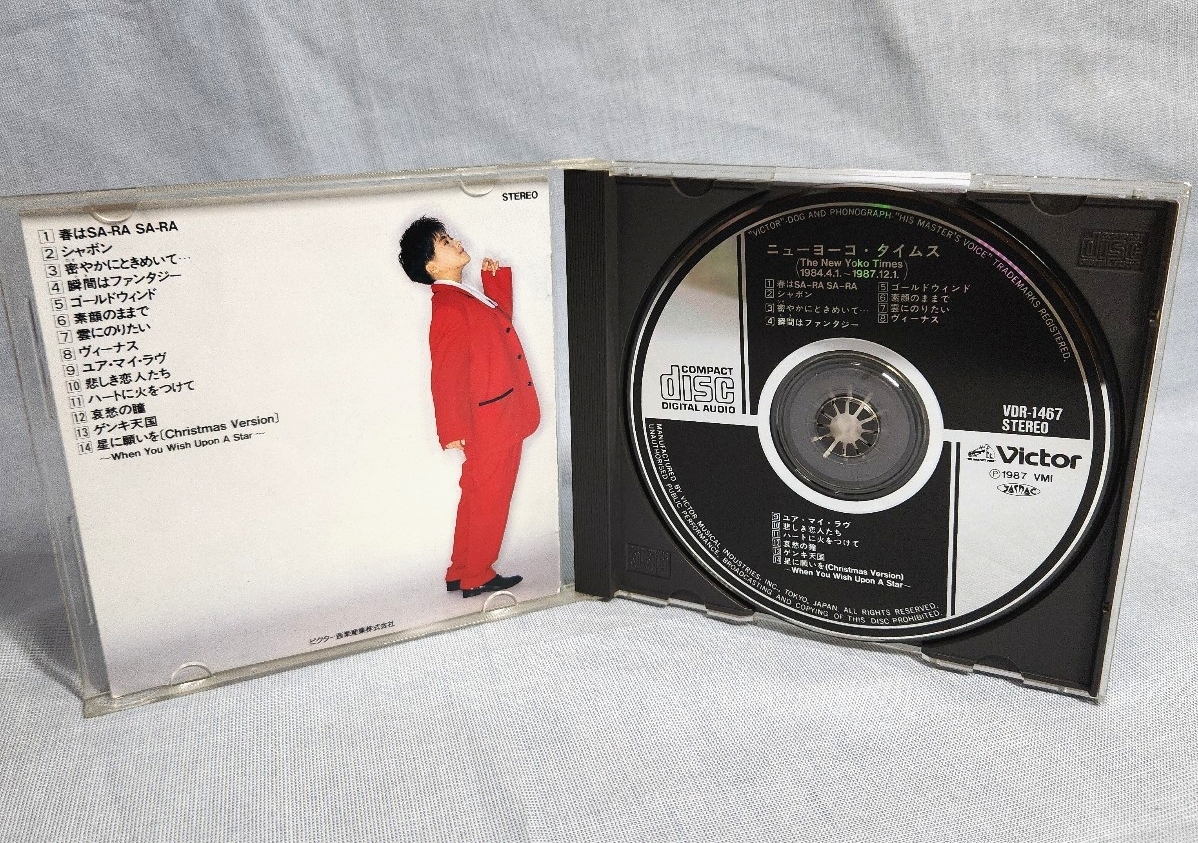 STEREO
1 春はSA-RA SA-RA
2 シャボン
3 密やかにときめいて…
4 瞬間はファンタジー
5 ゴールドウィンド
6 素顔のままで
7 雲にのりたい
8 ヴィーナス
9 ユア・マイ・ラヴ
10 悲しき恋人たち
11 ハートに火をつけて
12 哀愁の瞳
13 ゲンキ天国
14 星に願いを〔Christmas Version〕
～When You Wish Upon A Star～
ビクター音楽産業株式会社
"VICTOR"-DOG AND PHONOGRAPH-"HIS MASTER'S VOICE" TRADEMARKS REGISTERED.
ニューヨーコ・タイムス
(The New Yoko Times)
(1984.4.1.～1987.12.1.)
1 春はSA-RA SA-RA
2 シャボン
3 密やかにときめいて…
4 瞬間はファンタジー
5 ゴールドウィンド
6 素顔のままで
7 雲にのりたい
8 ヴィーナス
COMPACT
disc
DIGITAL AUDIO
VDR-1467
STEREO
Victor
Ⓟ1987 VMI
JASRAC
9 ユア・マイ・ラヴ
10 悲しき恋人たち
11 ハートに火をつけて
12 哀愁の瞳
13 ゲンキ天国
14 星に願いを(Christmas Version)
～When You Wish Upon A Star～
MANUFACTURED BY VICTOR MUSICAL INDUSTRIES, INC., TOKYO, JAPAN. ALL RIGHTS RESERVED.
UNAUTHORISED PUBLIC PERFORMANCE, BROADCASTING AND COPYING OF THIS DISC PROHIBITED.
disc